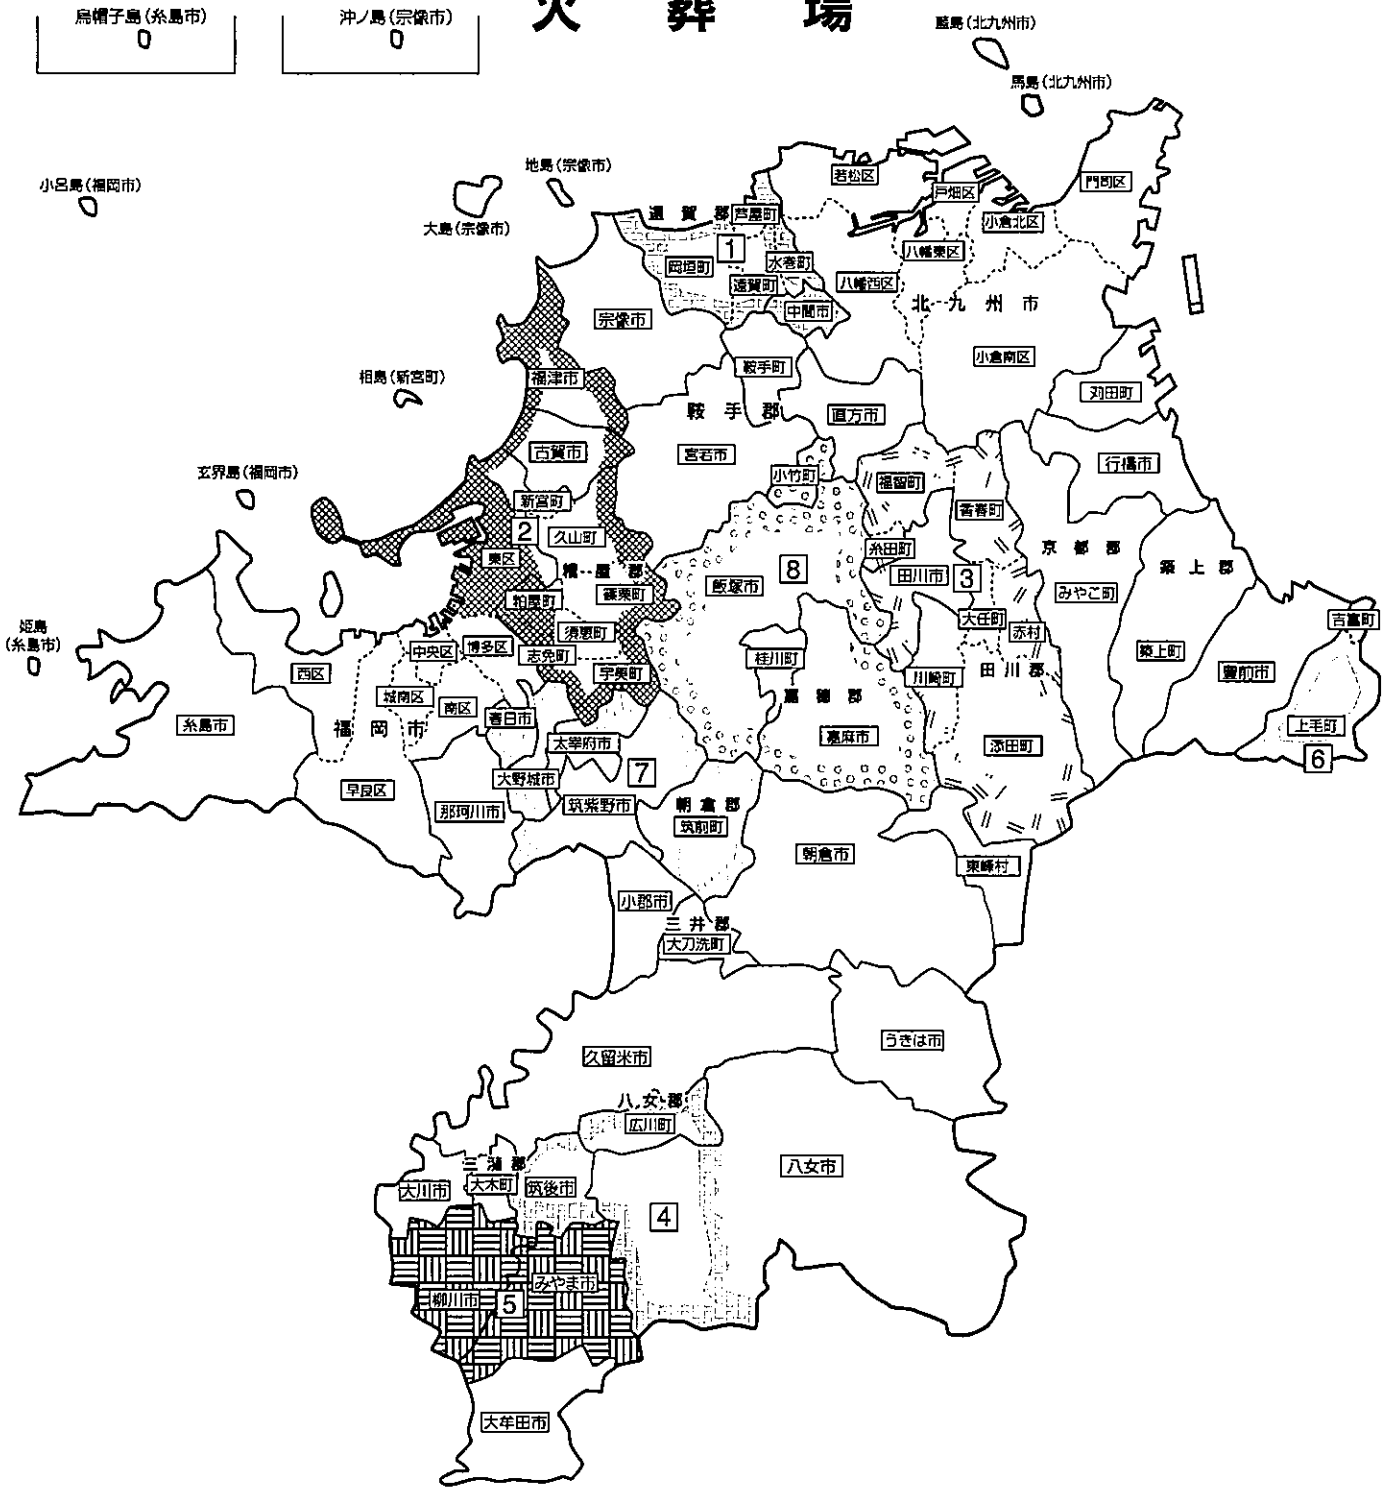 火葬場
烏帽子島(糸島市)
沖ノ島(宗像市)
藍島(北九州市)
馬島(北九州市)
小呂島(福岡市)
大島(宗像市)
地島(宗像市)
若松区
戸畑区
門司区
小倉北区
遠賀郡
芦屋町
1
岡垣町
水巻町
遠賀町
中間市
八幡東区
八幡西区
北九州市
宗像市
小倉南区
鞍手町
苅田町
相島(新宮町)
福津市
鞍手郡
直方市
古賀市
宮若市
行橋市
玄界島(福岡市)
小竹町
福智町
香春町
新宮町
2
久山町
東区
糟屋郡
篠栗町
粕屋町
須恵町
志免町
宇美町
飯塚市
8
糸田町
田川市
3
大任町
赤村
京都郡
みやこ町
築上郡
築上町
豊前市
吉富町
上毛町
6
姫島
(糸島市)
西区
中央区
博多区
城南区
南区
春日市
糸島市
福岡市
早良区
太宰府市
大野城市
7
筑紫野市
那珂川市
桂川町
嘉穂郡
嘉麻市
川崎町
田川郡
添田町
朝倉郡
筑前町
朝倉市
東峰村
小郡市
三井郡
大刀洗町
うきは市
久留米市
八女郡
広川町
八女市
三潴郡
大川市
大木町
筑後市
4
みやま市
柳川市
5
大牟田市